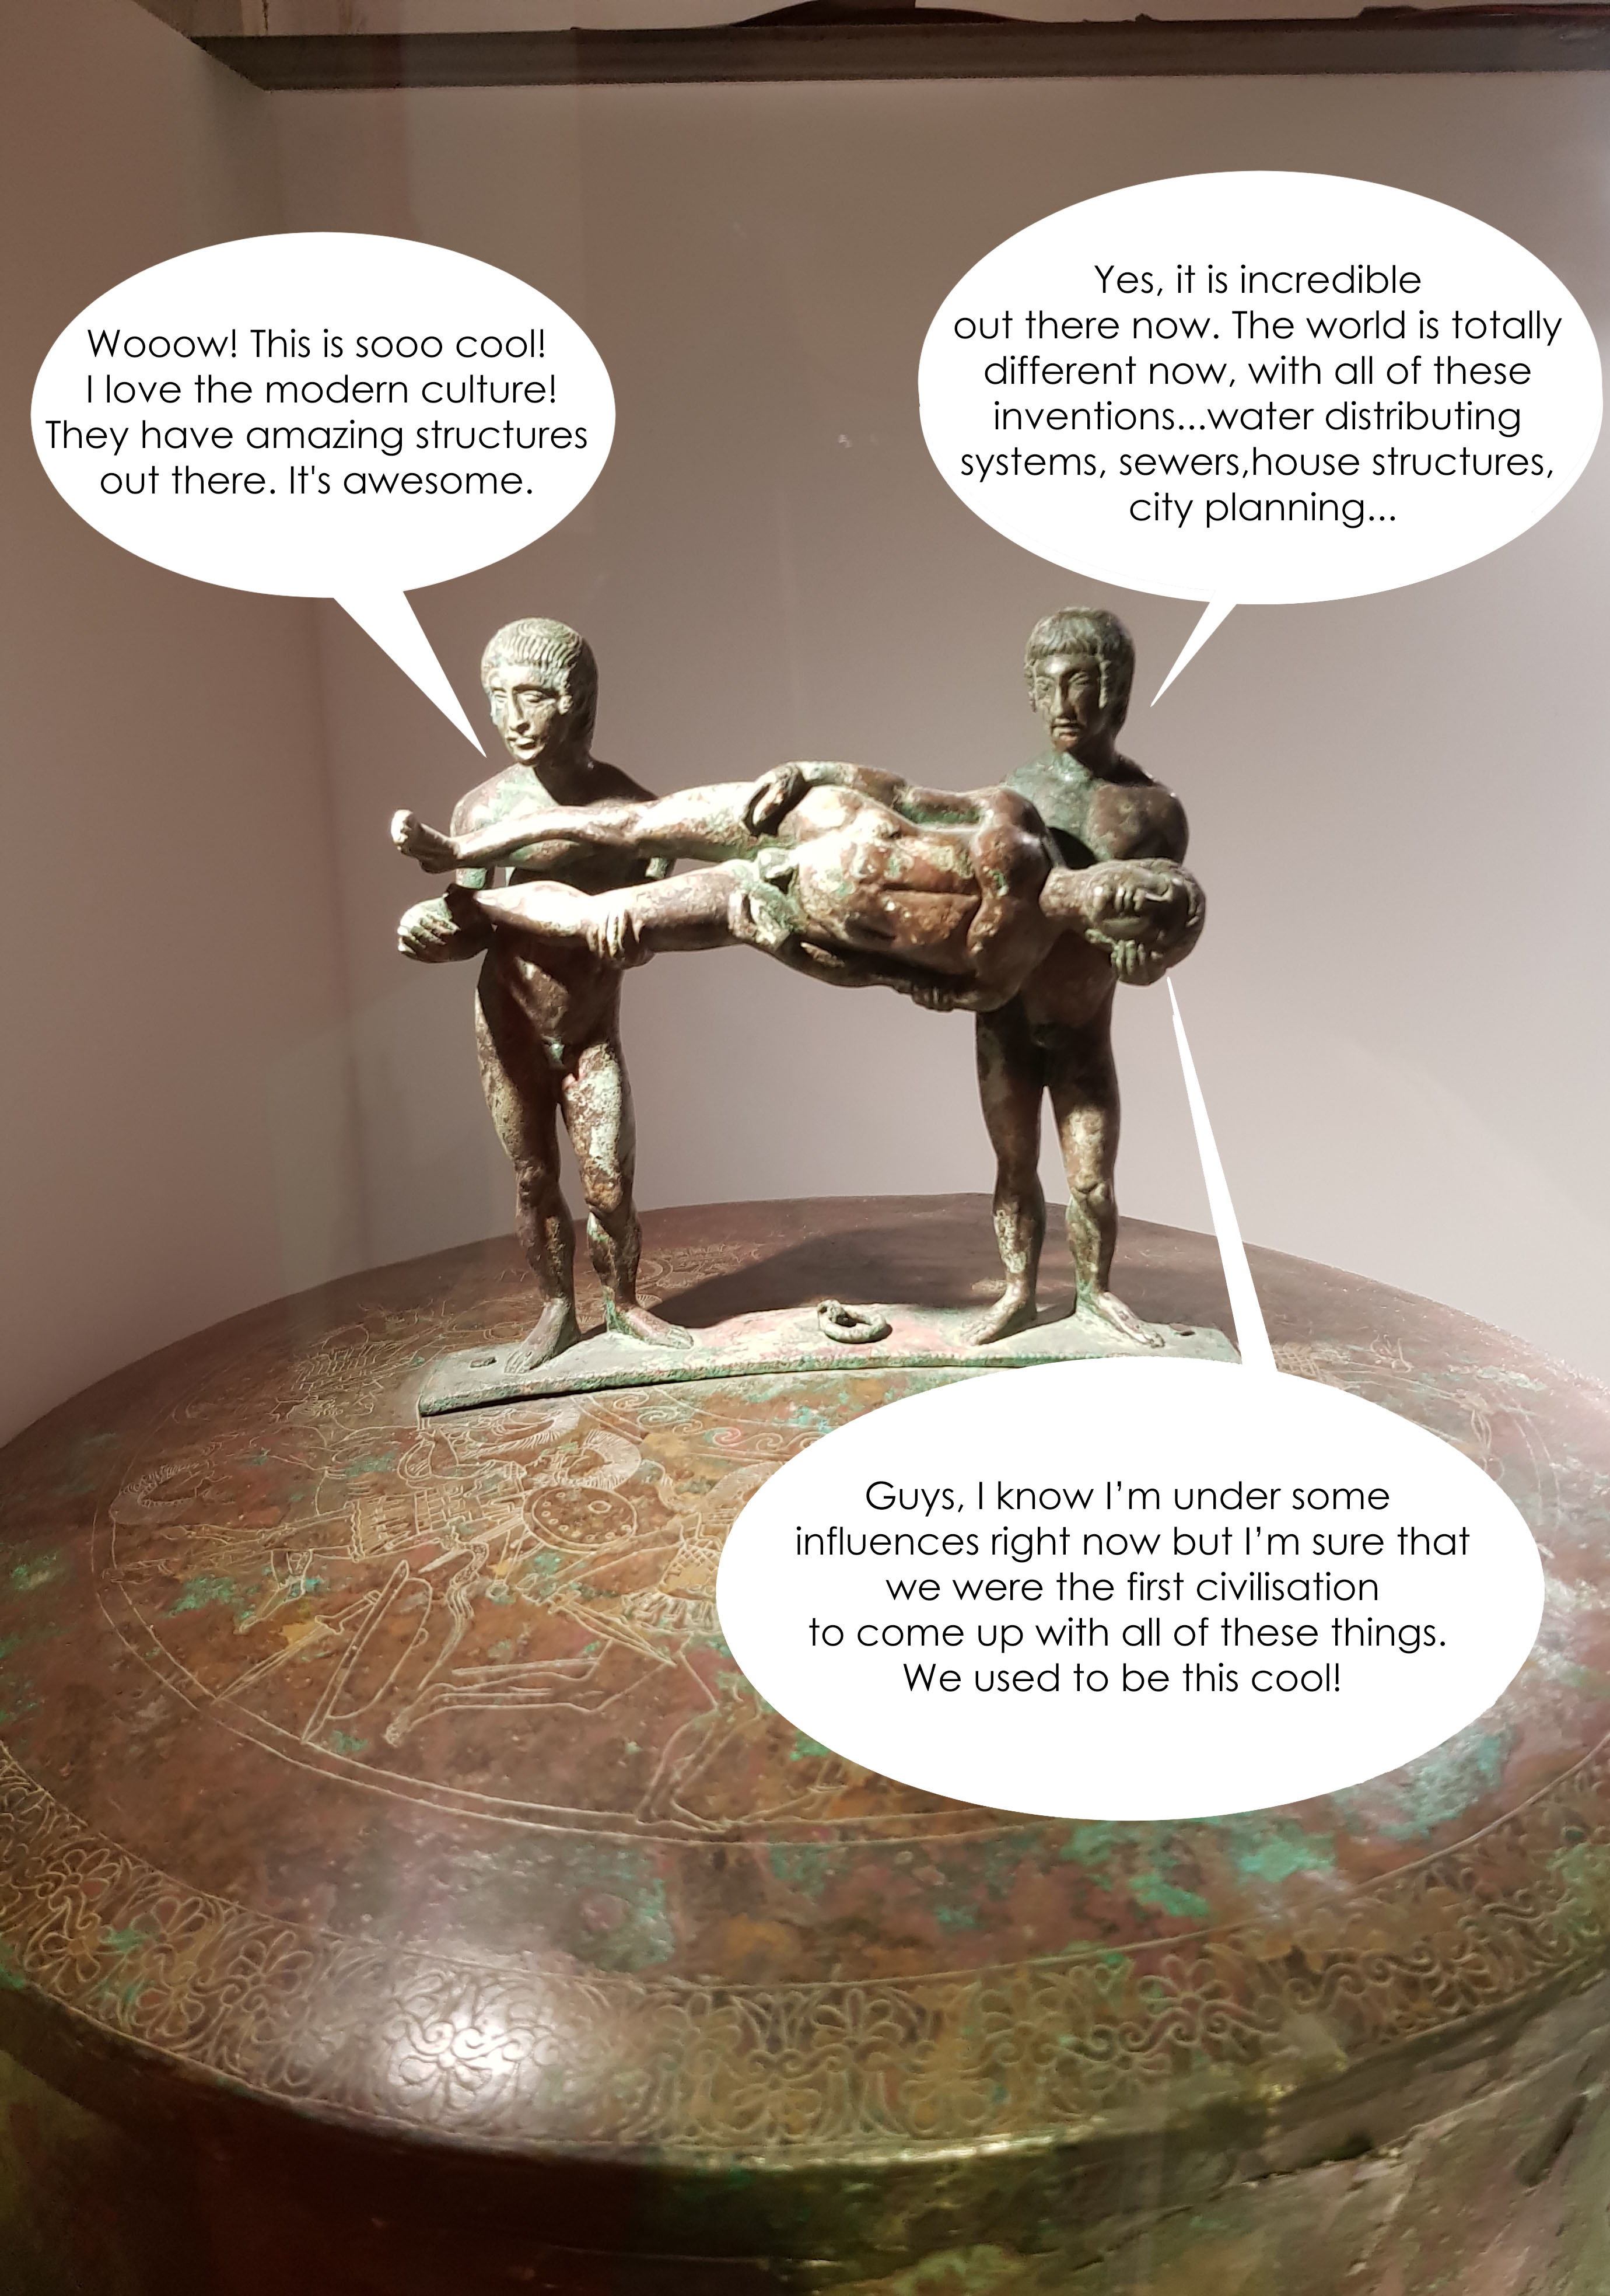 Wooow! This is sooo cool!
I love the modern culture!
They have amazing structures
out there. It's awesome.
Yes, it is incredible
out there now. The world is totally
different now, with all of these
inventions...water distributing
systems, sewers,house structures,
city planning...
Guys, I know I’m under some
influences right now but I’m sure that
we were the first civilisation
to come up with all of these things.
We used to be this cool!